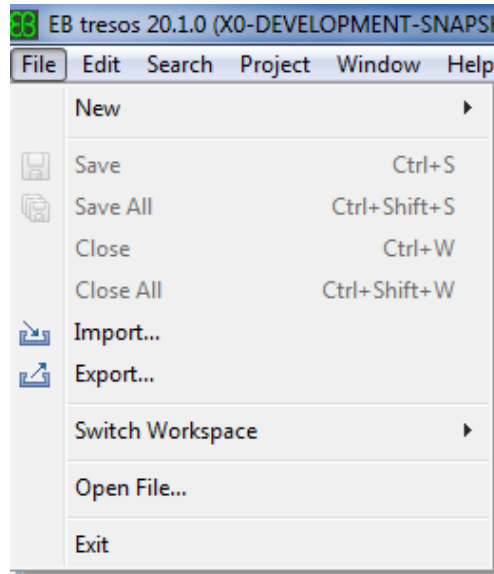 EB EB tresos 20.1.0 (X0-DEVELOPMENT-SNAPS
File Edit Search Project Window Help
New
Save Ctrl+S
Save All Ctrl+Shift+S
Close Ctrl+W
Close All Ctrl+Shift+W
Import...
Export...
Switch Workspace
Open File...
Exit